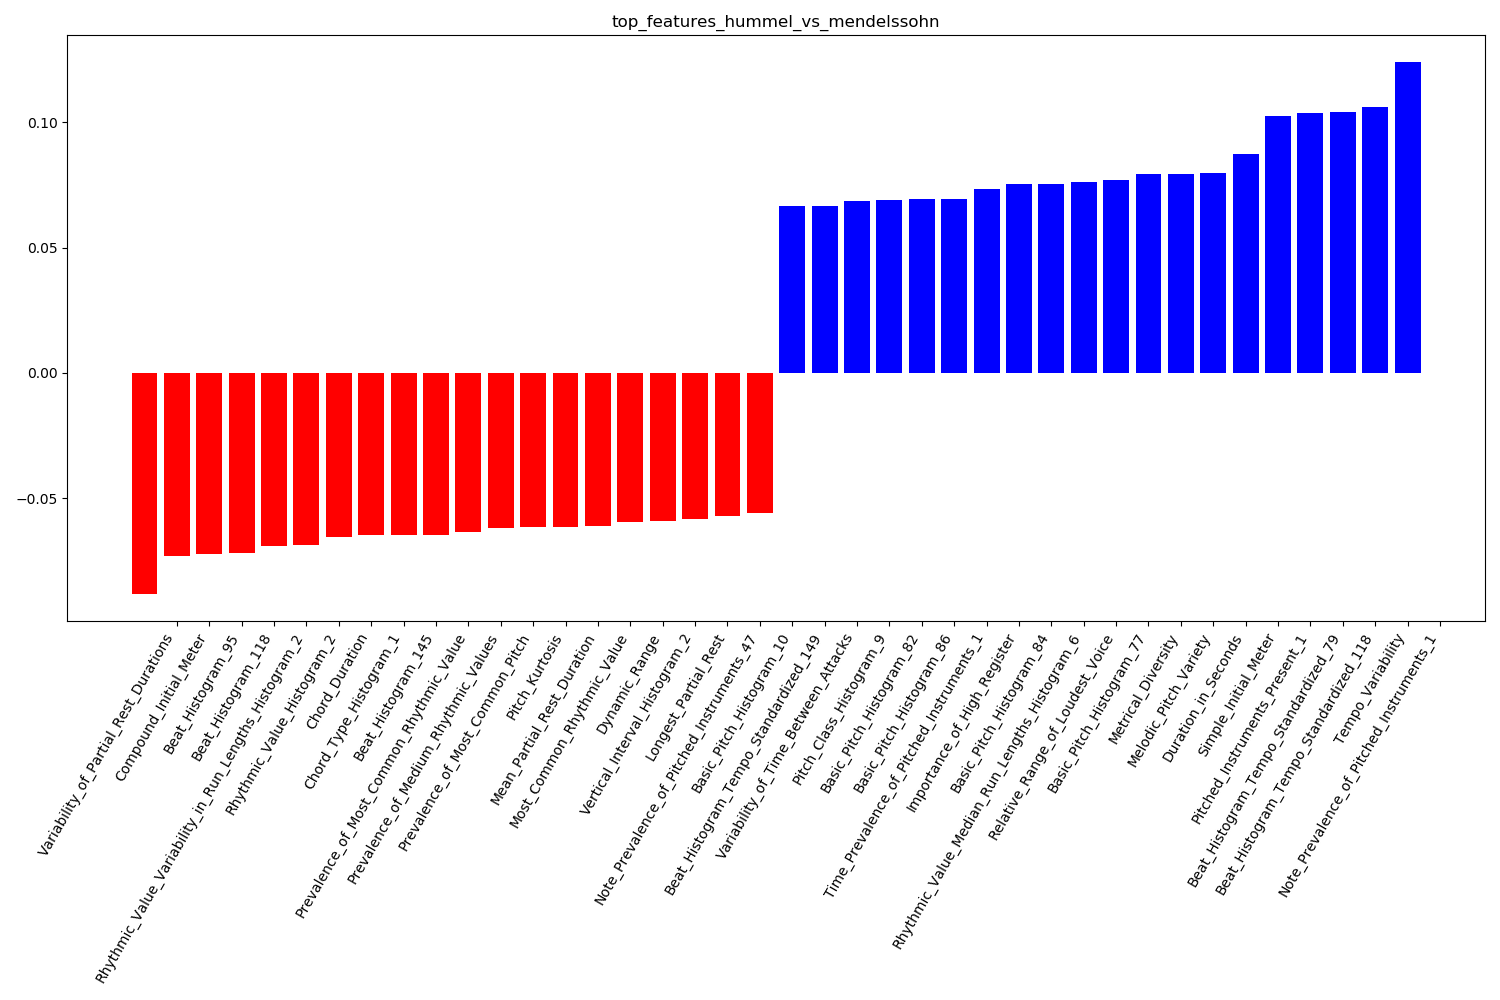 top_features_hummel_vs_mendelssohn
0.10
0.05
0.00
−0.05
Variability_of_Partial_Rest_Durations
Compound_Initial_Meter
Beat_Histogram_95
Beat_Histogram_118
Rhythmic_Value_Variability_in_Run_Lengths_Histogram_2
Rhythmic_Value_Histogram_2
Chord_Duration
Chord_Type_Histogram_1
Beat_Histogram_145
Prevalence_of_Most_Common_Rhythmic_Value
Prevalence_of_Medium_Rhythmic_Values
Prevalence_of_Most_Common_Pitch
Pitch_Kurtosis
Mean_Partial_Rest_Duration
Most_Common_Rhythmic_Value
Dynamic_Range
Vertical_Interval_Histogram_2
Longest_Partial_Rest
Note_Prevalence_of_Pitched_Instruments_47
Basic_Pitch_Histogram_10
Beat_Histogram_Tempo_Standardized_149
Variability_of_Time_Between_Attacks
Pitch_Class_Histogram_9
Basic_Pitch_Histogram_82
Basic_Pitch_Histogram_86
Time_Prevalence_of_Pitched_Instruments_1
Importance_of_High_Register
Basic_Pitch_Histogram_84
Rhythmic_Value_Median_Run_Lengths_Histogram_6
Relative_Range_of_Loudest_Voice
Basic_Pitch_Histogram_77
Metrical_Diversity
Melodic_Pitch_Variety
Duration_in_Seconds
Simple_Initial_Meter
Pitched_Instruments_Present_1
Beat_Histogram_Tempo_Standardized_79
Beat_Histogram_Tempo_Standardized_118
Tempo_Variability
Note_Prevalence_of_Pitched_Instruments_1